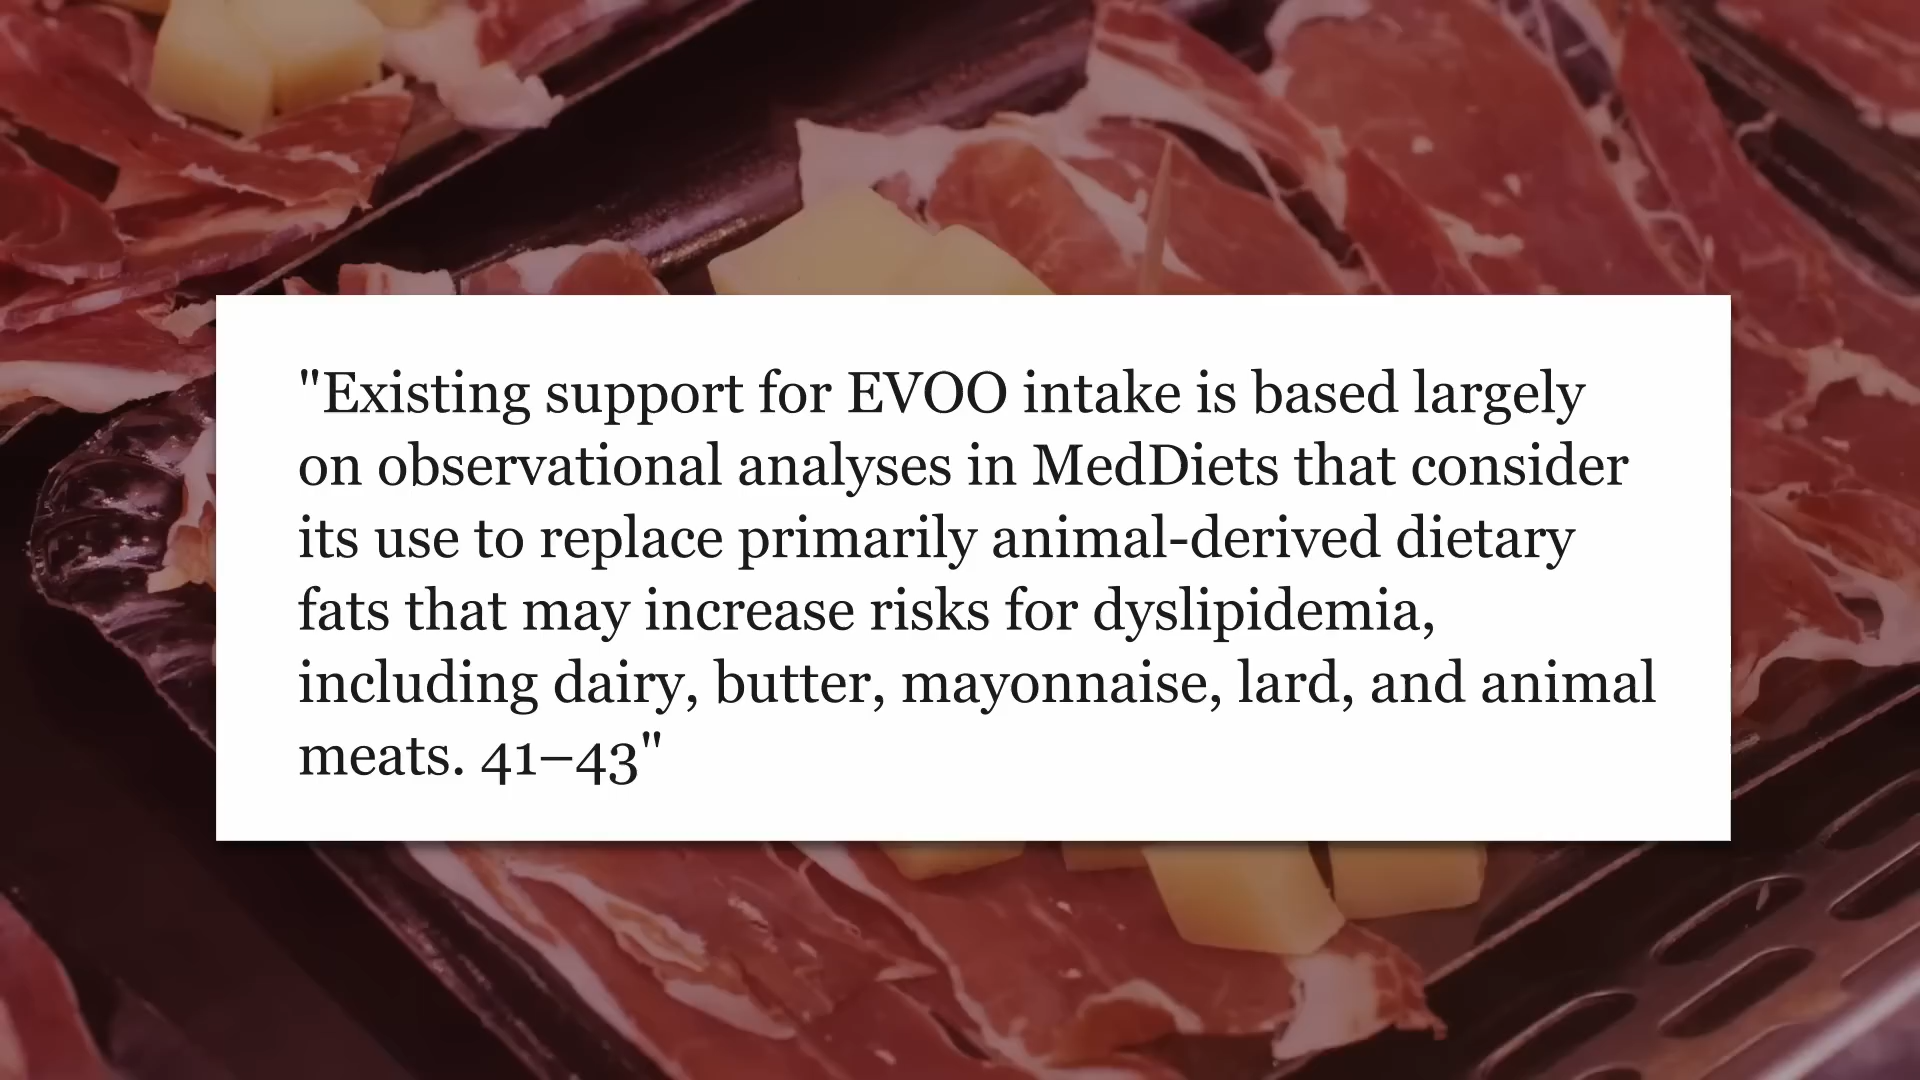 "Existing support for EVOO intake is based largely
on observational analyses in MedDiets that consider
its use to replace primarily animal-derived dietary
fats that may increase risks for dyslipidemia,
including dairy, butter, mayonnaise, lard, and animal
meats. 41–43"